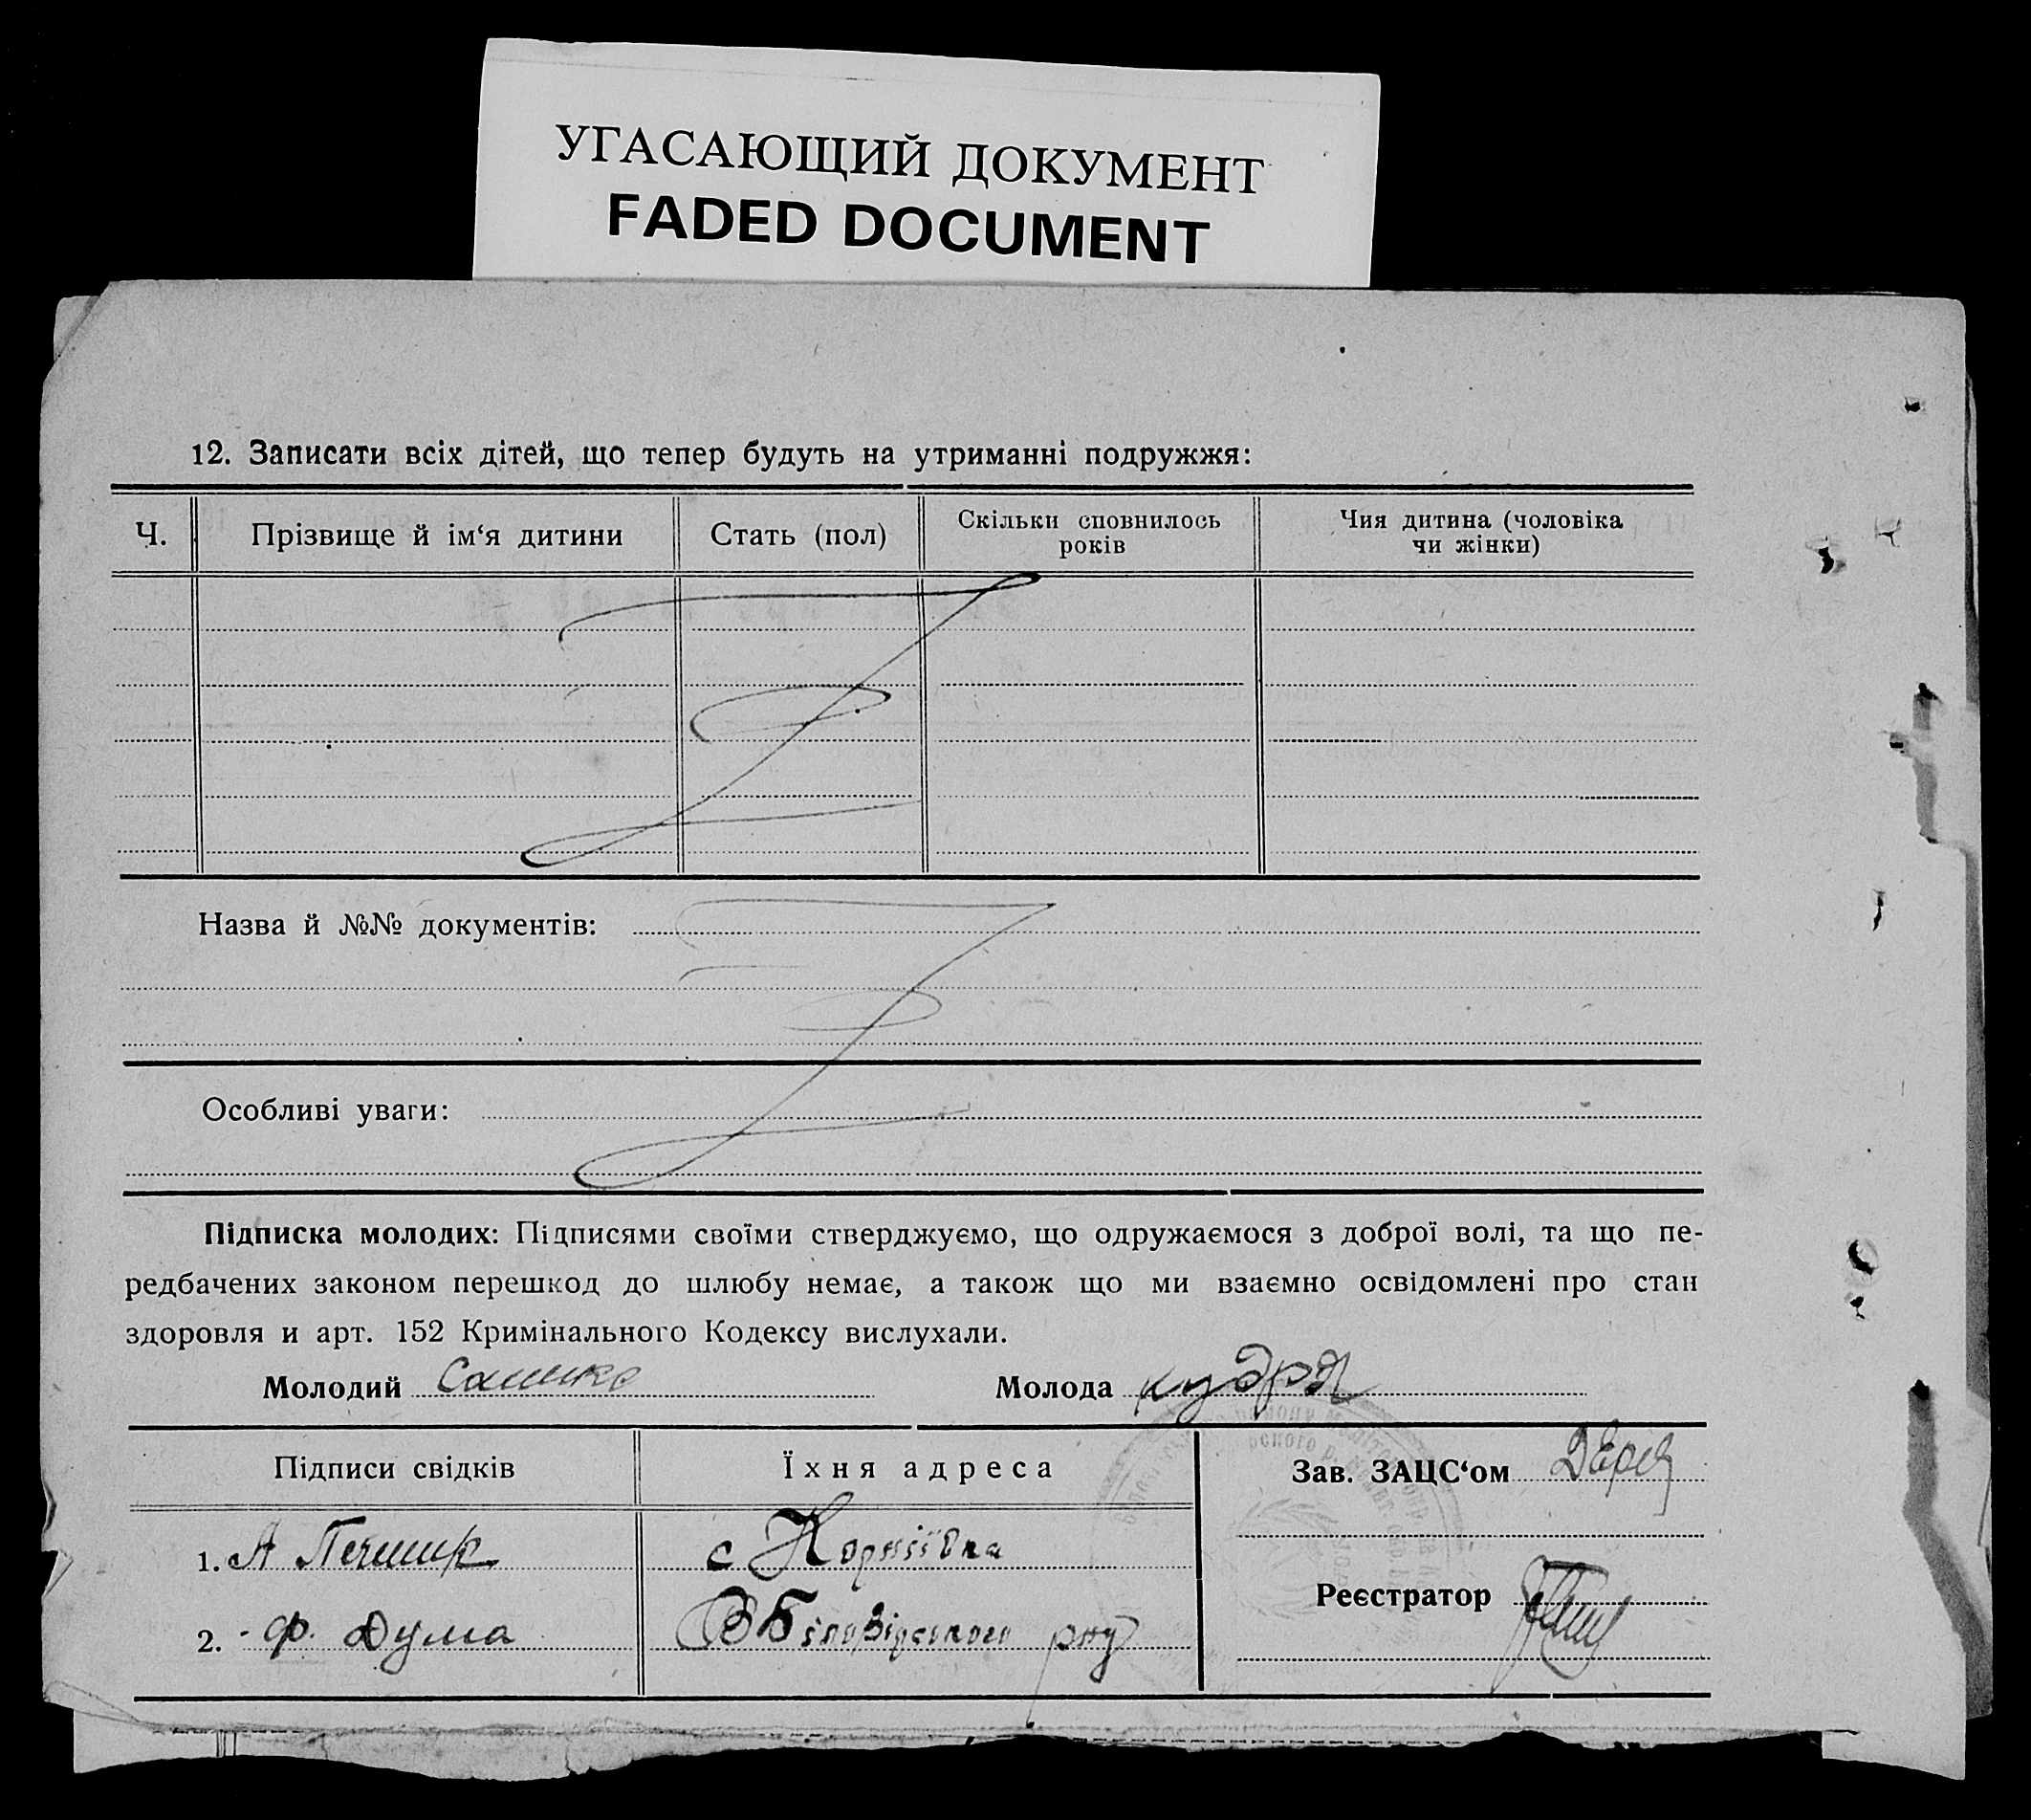 УГАСАЮЩИЙ ДОКУМЕНТ
FADED DOCUMENT
12. Записати всіх дітей, що тепер будуть на утриманні подружжя:
Ч.
Прізвище й ім‘я дитини
Стать (пол)
Скільки сповнилось
років
Чия дитина (чоловіка
чи жінки)
Назва й №№ документів:
Особливі уваги:
Підписка молодих: Підписями своїми стверджуємо, що одружаємося з доброї волі, та що пе-
редбачених законом перешкод до шлюбу немає, а також що ми взаємно освідомлені про стан
здоровля и арт. 152 Кримінального Кодексу вислухали.
Молодий Сашко
Молода кудря
Підписи свідків
Їхня адреса
Зав. ЗАЦС‘ом
1. А
с Корніївка
Реєстратор
2. ф. Дума
рну